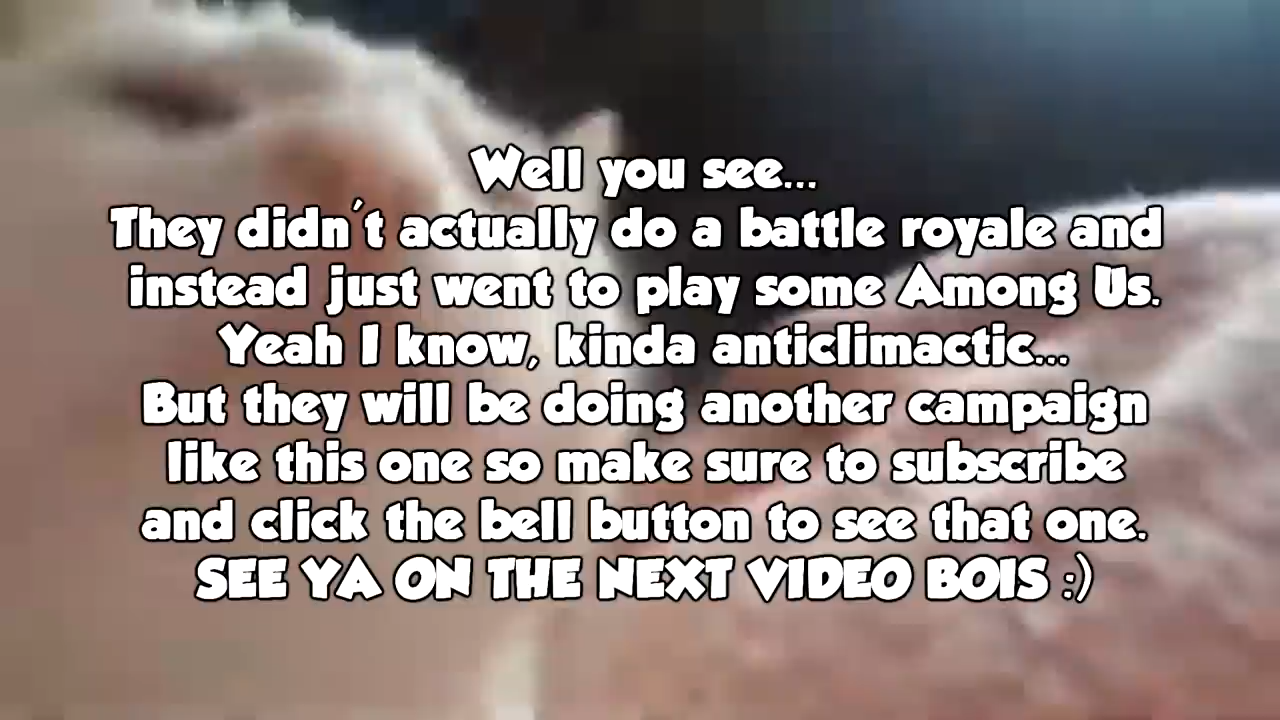 Well you see...
They didn't actually do a battle royale and
instead just went to play some Among Us.
Yeah I know, kinda anticlimactic...
But they will be doing another campaign
like this one so make sure to subscribe
and click the bell button to see that one.
SEE YA ON THE NEXT VIDEO BOIS :)